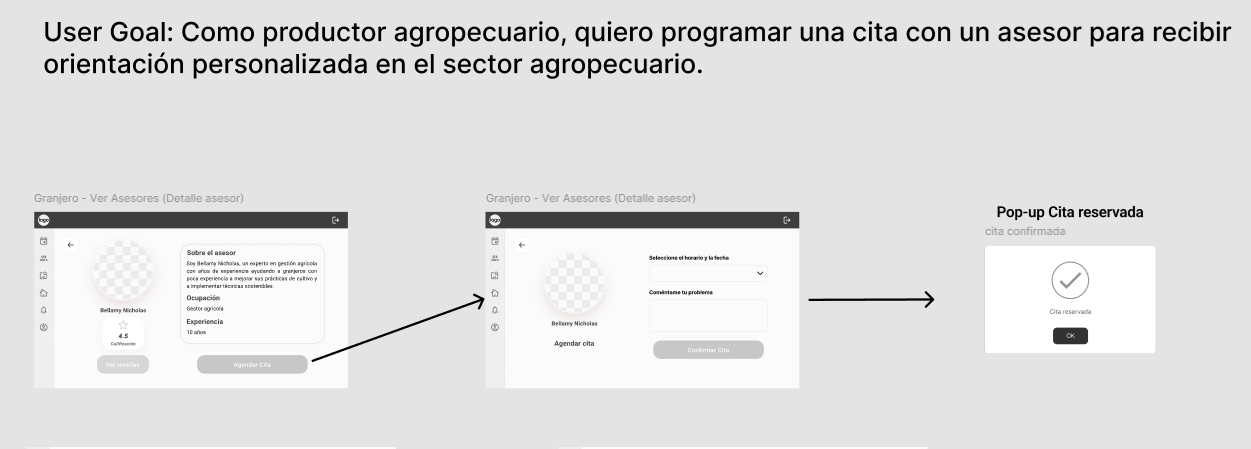 User Goal: Como productor agropecuario, quiero programar una cita con un asesor para recibir
orientación personalizada en el sector agropecuario.
Granjero - Ver Asesores (Detalle asesor)
logo
Bellamy Nicholas
4.5
Calificación
Ver reseñas
Sobre el asesor
Soy Bellamy Nicholas, un experto en gestión agrícola
con años de experiencia ayudando a granjeros con
poca experiencia a mejorar sus prácticas de cultivo y
a implementar técnicas sostenibles.
Ocupación
Gestor agrícola
Experiencia
10 años
Agendar Cita
Granjero - Ver Asesores (Detalle asesor)
logo
Bellamy Nicholas
Agendar cita
Seleccione el horario y la fecha
Coméntame tu problema
Confirmar Cita
Pop-up Cita reservada
cita confirmada
Cita reservada
OK